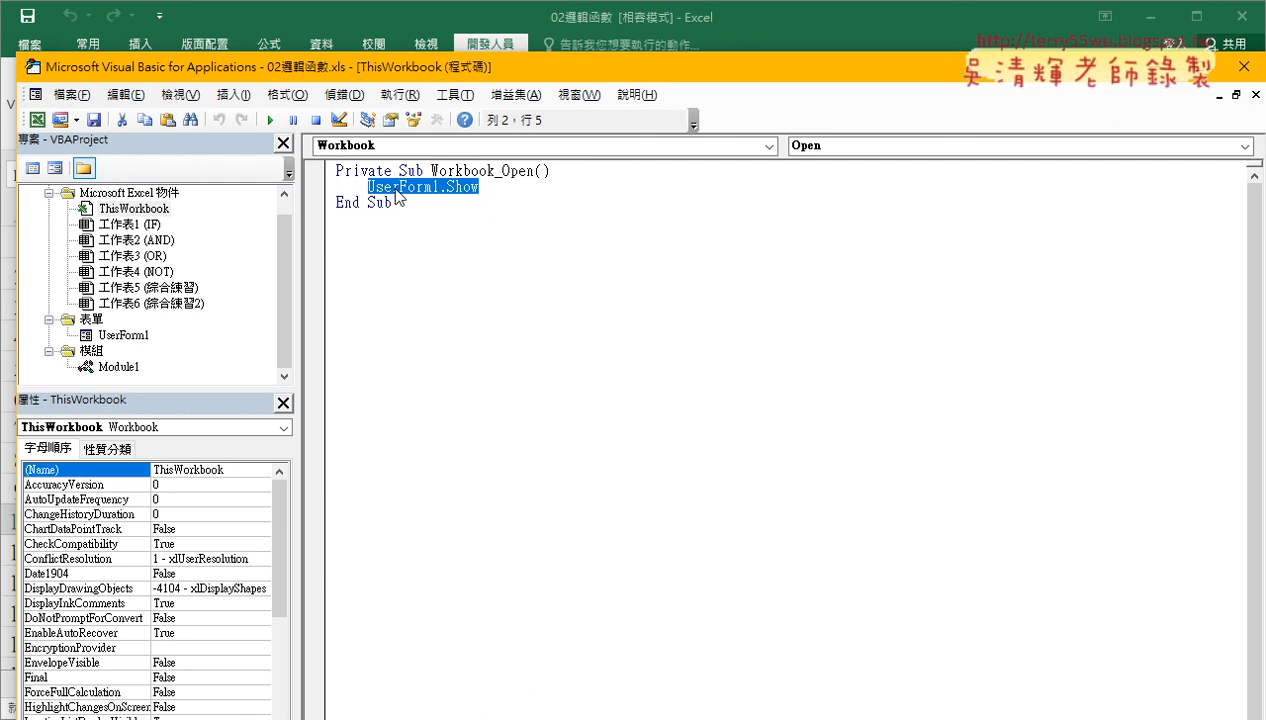 02邏輯函數 [相容模式] - Excel
檔案 常用 插入 版面配置 公式 資料 校閱 檢視 開發人員 告訴我您想要執行的動作... 登入 共用
http://terry55wu.blogspot.tw
吳清輝老師錄製
Microsoft Visual Basic for Applications - 02邏輯函數.xls - [ThisWorkbook (程式碼)]
檔案(F) 編輯(E) 檢視(V) 插入(I) 格式(O) 偵錯(D) 執行(R) 工具(T) 增益集(A) 視窗(W) 說明(H)
列 2，行 5
專案 - VBAProject
Workbook Open
Private Sub Workbook_Open()
UserForm1.Show
End Sub
Microsoft Excel 物件
ThisWorkbook
工作表1 (IF)
工作表2 (AND)
工作表3 (OR)
工作表4 (NOT)
工作表5 (綜合練習)
工作表6 (綜合練習2)
表單
UserForm1
模組
Module1
屬性 - ThisWorkbook
ThisWorkbook Workbook
字母順序 性質分類
(Name) ThisWorkbook
AccuracyVersion 0
AutoUpdateFrequency 0
ChangeHistoryDuration 0
ChartDataPointTrack False
CheckCompatibility True
ConflictResolution 1 - xlUserResolution
Date1904 False
DisplayDrawingObjects -4104 - xlDisplayShapes
DisplayInkComments True
DoNotPromptForConvert False
EnableAutoRecover True
EncryptionProvider
EnvelopeVisible False
Final False
ForceFullCalculation False
HighlightChangesOnScreen False